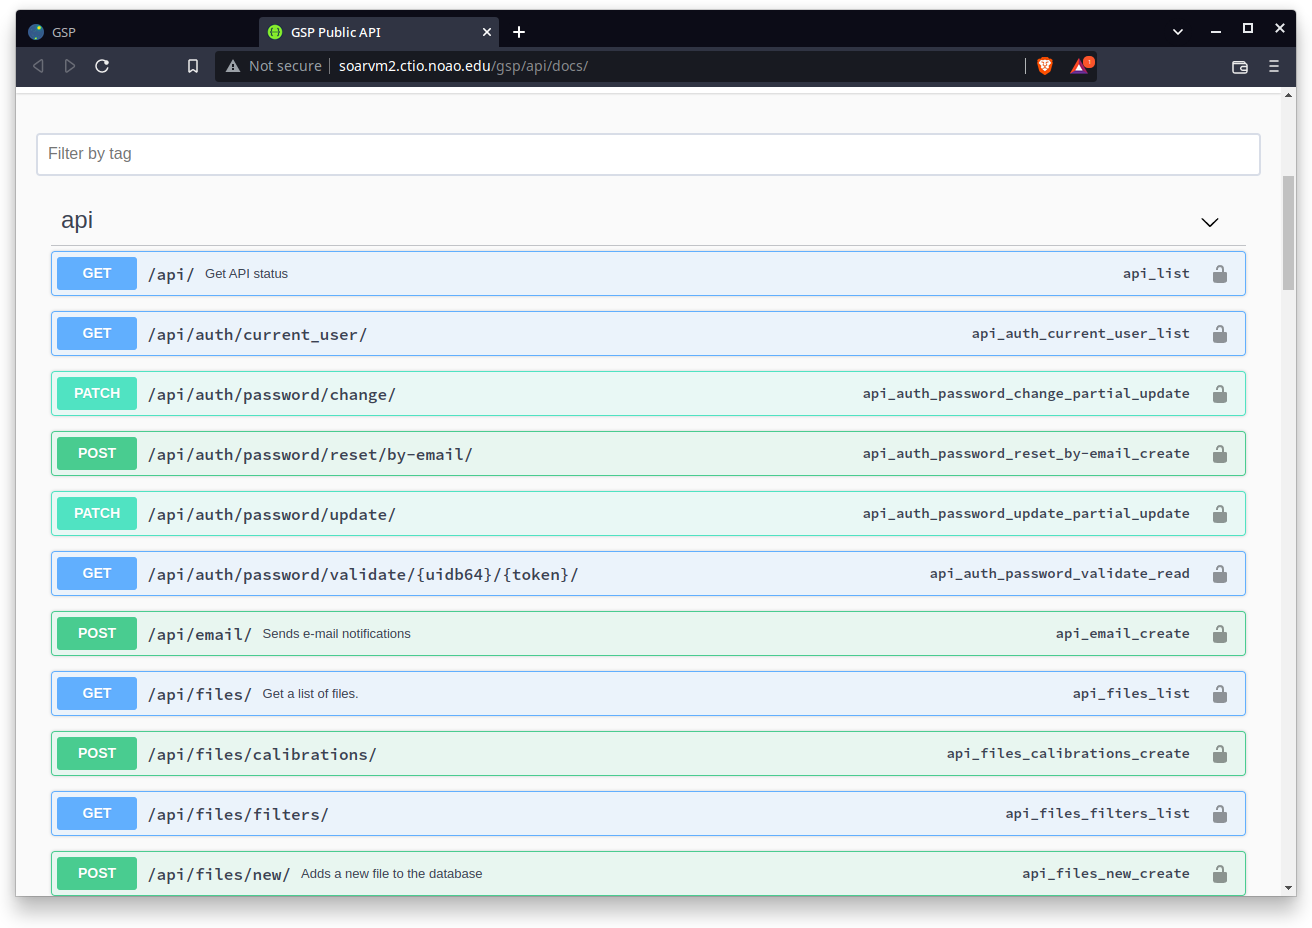 GSP
GSP Public API
Not secure soarvm2.ctio.noao.edu/gsp/api/docs/
1
Filter by tag
api
GET /api/ Get API status api_list
GET /api/auth/current_user/ api_auth_current_user_list
PATCH /api/auth/password/change/ api_auth_password_change_partial_update
POST /api/auth/password/reset/by-email/ api_auth_password_reset_by-email_create
PATCH /api/auth/password/update/ api_auth_password_update_partial_update
GET /api/auth/password/validate/{uidb64}/{token}/ api_auth_password_validate_read
POST /api/email/ Sends e-mail notifications api_email_create
GET /api/files/ Get a list of files. api_files_list
POST /api/files/calibrations/ api_files_calibrations_create
GET /api/files/filters/ api_files_filters_list
POST /api/files/new/ Adds a new file to the database api_files_new_create